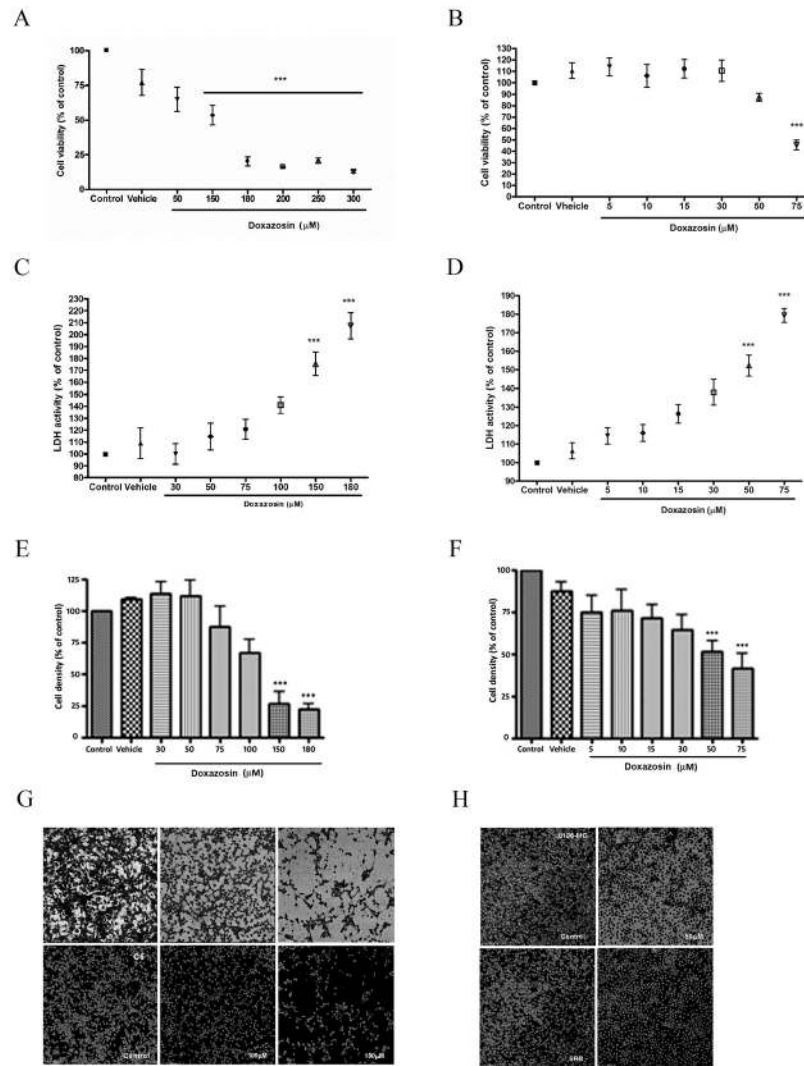 A
Cell viability (% of control)
100
75
50
25
0
***
Control Vehicle 50 150 180 200 250 300
Doxazosin (µM)
B
Cell viability (% of control)
130
120
110
100
90
80
70
60
50
40
30
20
10
0
***
Control Vheicle 5 10 15 30 50 75
Doxazosin (µM)
C
LDH activity (% of control)
230
220
210
200
190
180
170
160
150
140
130
120
110
100
90
80
***
***
Control Vehicle 30 50 75 100 150 180
Doxazosin (µM)
D
LDH activity (% of control)
190
180
170
160
150
140
130
120
110
100
90
***
***
Control Vehicle 5 10 15 30 50 75
Doxazosin (µM)
E
Cell density (% of control)
125
100
75
50
25
0
***
***
Control Vehicle 30 50 75 100 150 180
Doxazosin (µM)
F
Cell density (% of control)
100
75
50
25
0
***
***
Control Vehicle 5 10 15 30 50 75
Doxazosin (µM)
G
C6
Control
150µM
H
Control